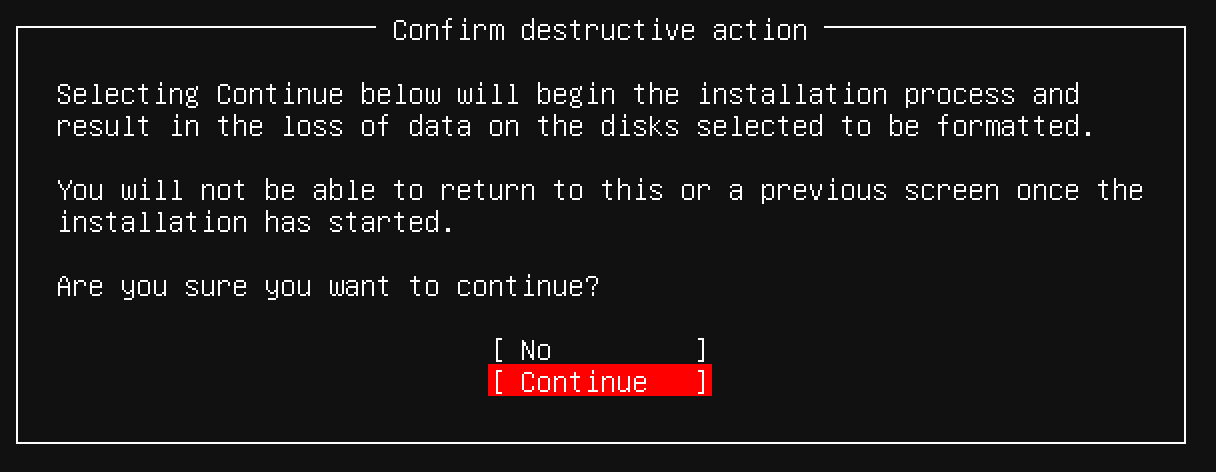 Confirm destructive action
Selecting Continue below will begin the installation process and
result in the loss of data on the disks selected to be formatted.
You will not be able to return to this or a previous screen once the
installation has started.
Are you sure you want to continue?
[ No ]
[ Continue ]